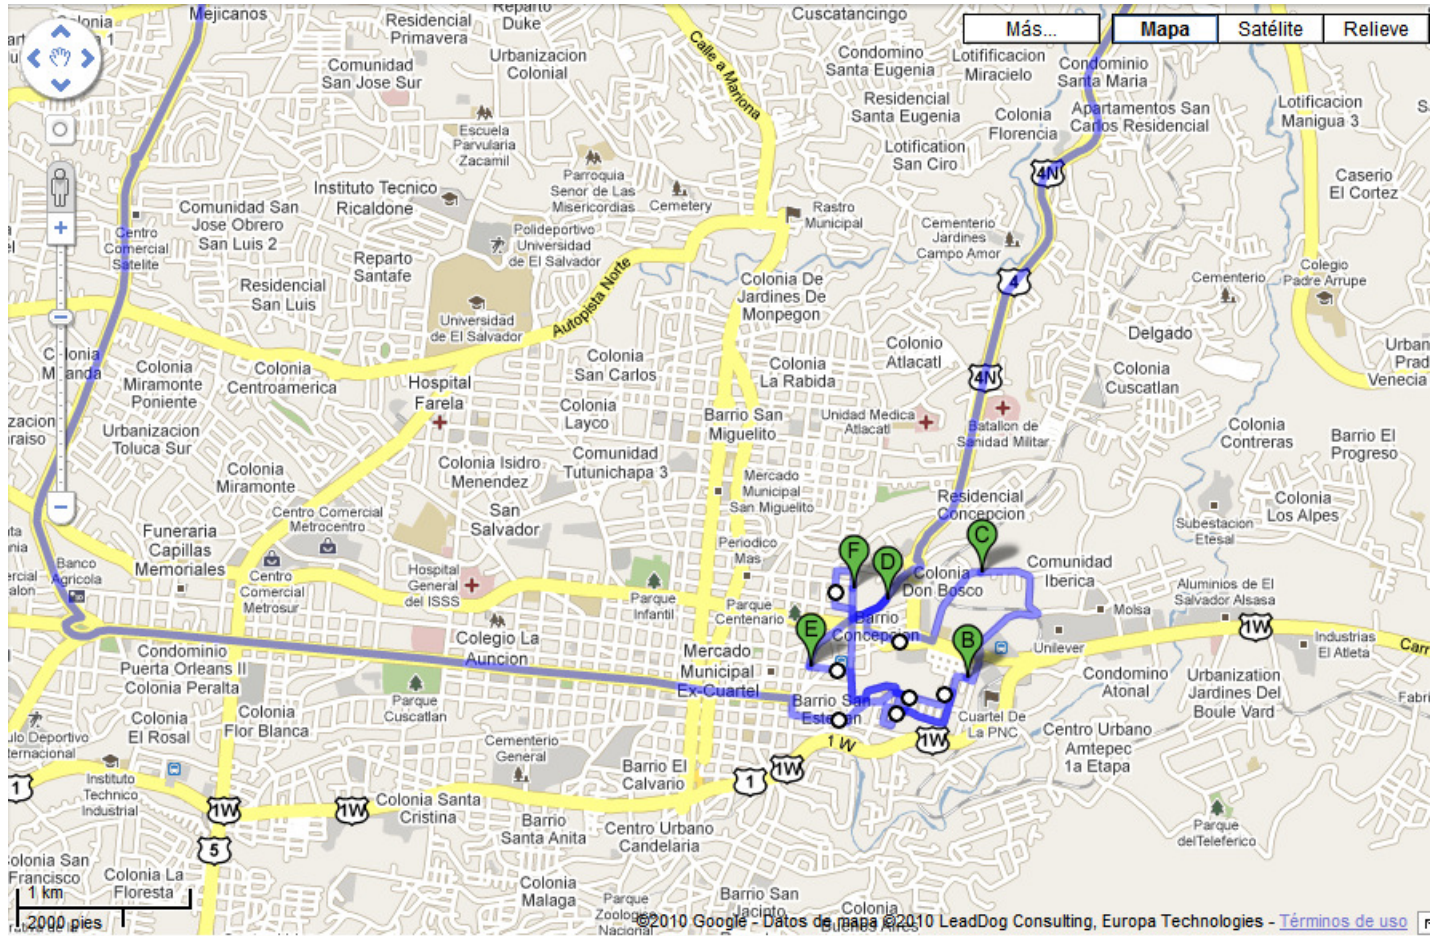 Colonia
Mejicanos
Residencial
Primavera
Reparto
Duke
Cuscatancingo
Más...
Mapa
Satélite
Relieve
Urbanizacion
Colonial
Comunidad
San Jose Sur
Calle a Mariona
Condomino
Santa Eugenia
Lotifificacion
Miracielo
Condominio
Santa Maria
Residencial
Santa Eugenia
Colonia
Florencia
Apartamentos San
Carlos Residencial
Lotificacion
Manigua 3
Escuela
Parvularia
Zacamil
Lotification
San Ciro
Parroquia
Senor de Las
Misericordias
Cemetery
4N
Caserio
El Cortez
Instituto Tecnico
Ricaldone
Comunidad San
Jose Obrero
San Luis 2
Rastro
Municipal
Centro
Comercial
Satelite
Polideportivo
Universidad
de El Salvador
Cementerio
Jardines
Campo Amor
Reparto
Santafe
Residencial
San Luis
Autopista Norte
Colonia De
Jardines De
Monpegon
4
Cementerio
Colegio
Padre Arrupe
Universidad
de El Salvador
Delgado
Colonia
Miramonte
Poniente
Colonia
Centroamerica
Colonia
San Carlos
Colonio
Atlacatl
Urban
Prad
Venecia
Hospital
Farela
Colonia
La Rabida
4N
Colonia
Cuscatlan
Urbanizacion
Toluca Sur
Colonia
Layco
Barrio San
Miguelito
Unidad Medica
Atlacatl
Batallon de
Sanidad Militar
Colonia
Contreras
Barrio El
Progreso
Colonia
Miramonte
Colonia Isidro
Menendez
Comunidad
Tutunichapa 3
Mercado
Municipal
San Miguelito
Residencial
Concepcion
Colonia
Los Alpes
Centro Comercial
Metrocentro
San
Salvador
Subestacion
Etesal
Funeraria
Capillas
Memoriales
Periodico
Mas
F
D
C
Banco
Agricola
Centro
Comercial
Metrosur
Hospital
General
del ISSS
Colonia
Don Bosco
Comunidad
Iberica
Parque
Infantil
Parque
Centenario
Aluminios de El
Salvador Alsasa
Molsa
1W
Colegio La
Auncion
E
Barrio
Concepcion
B
Unilever
Industrias
El Atleta
Carr
Condominio
Puerta Orleans II
Colonia Peralta
Mercado
Municipal
Ex-Cuartel
Condomino
Atonal
Urbanizacion
Jardines Del
Boule Vard
Parque
Cuscatlan
Barrio San
Esteban
Colonia
El Rosal
Colonia
Flor Blanca
Cuartel De
La PNC
Centro Urbano
Amtepec
1a Etapa
Cementerio
General
1 W
1W
Barrio El
Calvario
1
1W
Instituto
Technico
Industrial
1
1W
1W
Colonia Santa
Cristina
Barrio
Santa Anita
Centro Urbano
Candelaria
Parque
delTeleferico
5
Colonia San
Francisco
Colonia La
Floresta
Colonia
Malaga
Barrio San
Jacinto
Parque
Zoologico
Nacional
Colonia
Buenos Aires
1 km
2000 pies
©2010 Google - Datos de mapa ©2010 LeadDog Consulting, Europa Technologies - Términos de uso